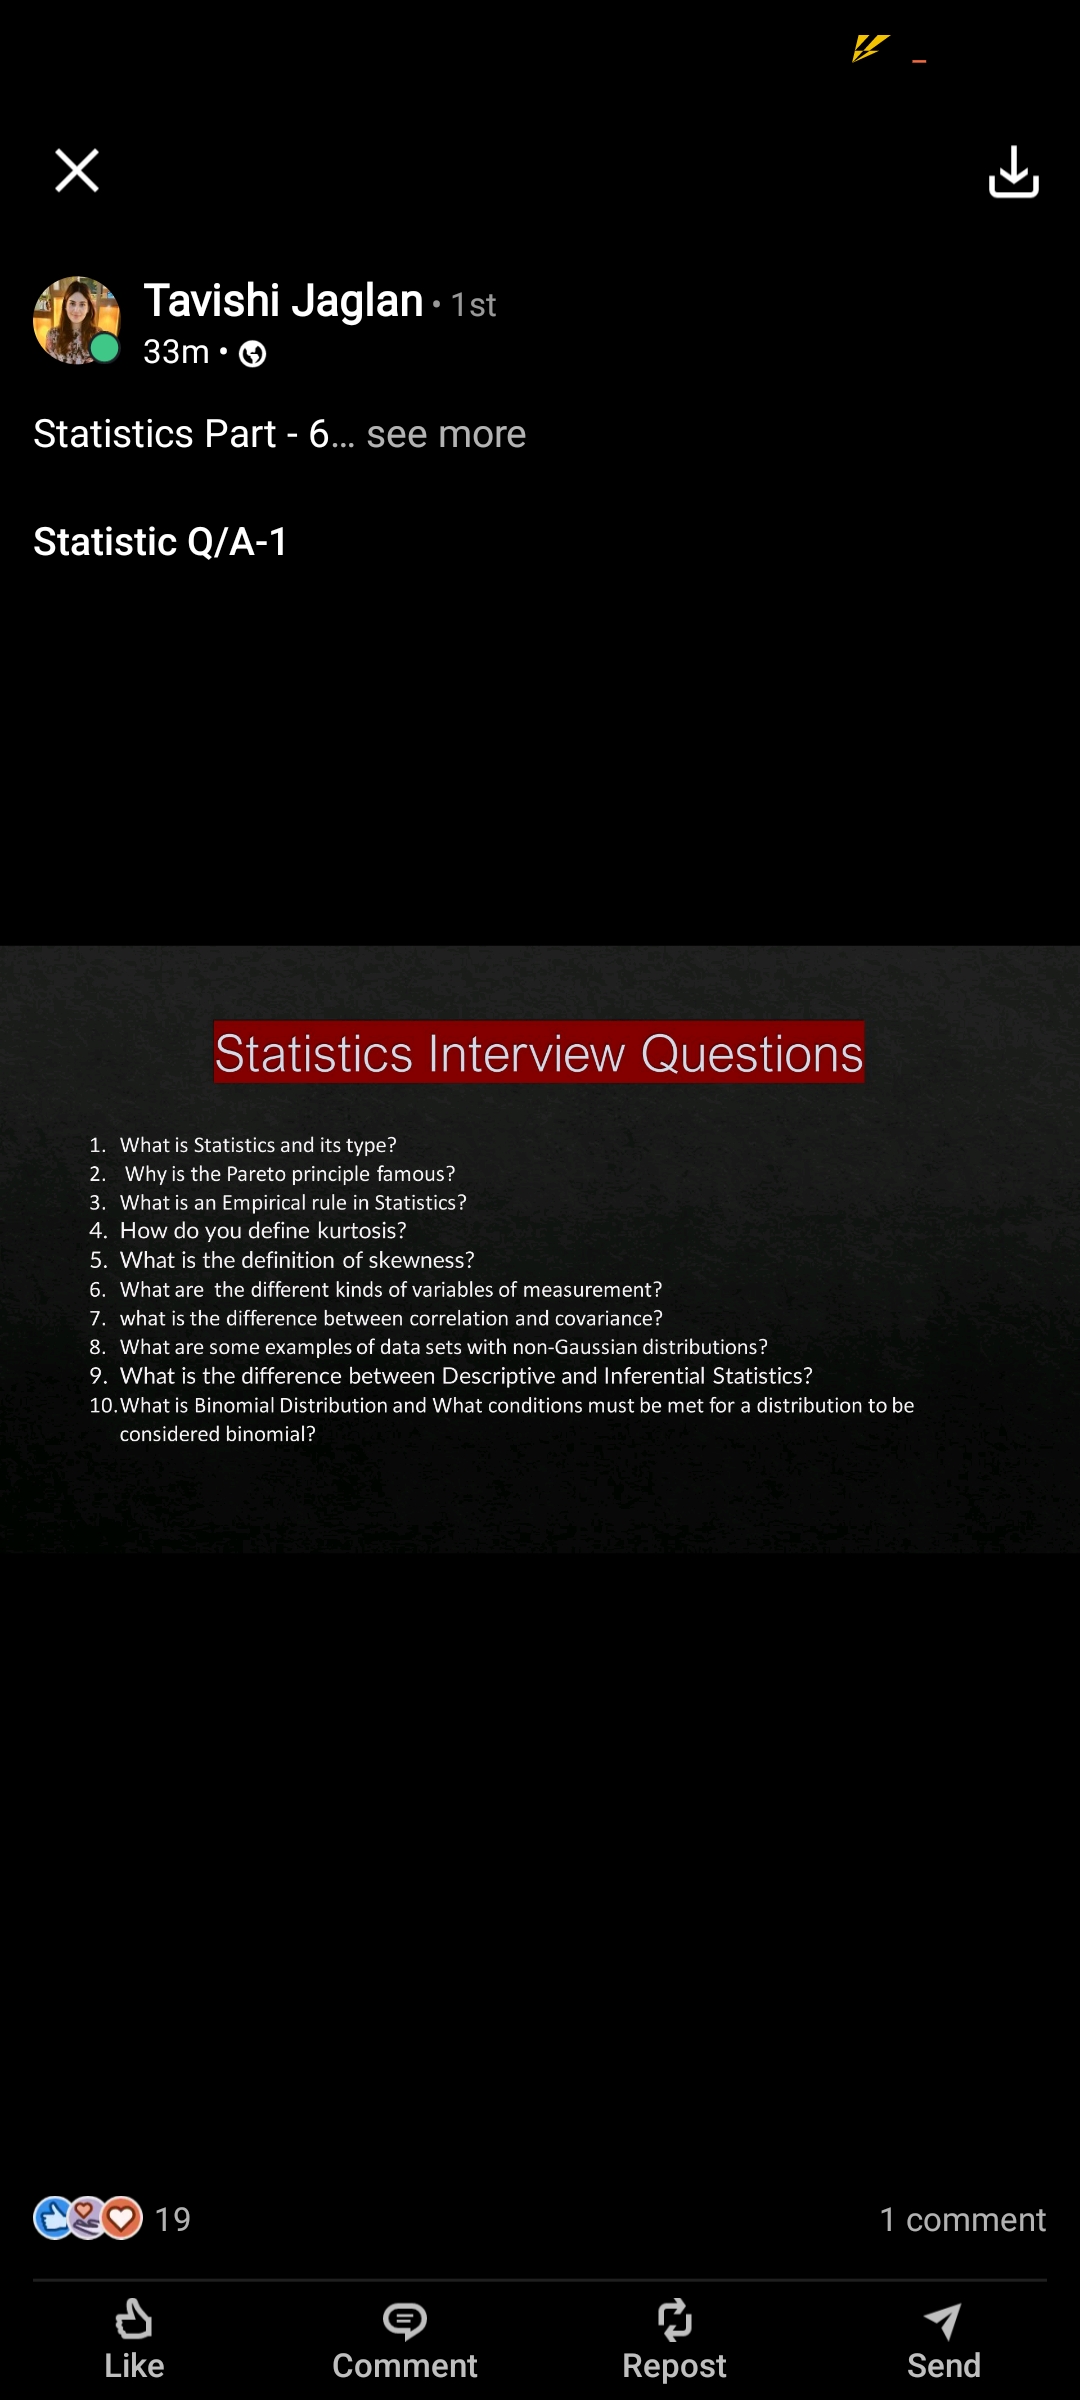 Tavishi Jaglan • 1st
33m •
Statistics Part - 6... see more
Statistic Q/A-1
Statistics Interview Questions
1. What is Statistics and its type?
2. Why is the Pareto principle famous?
3. What is an Empirical rule in Statistics?
4. How do you define kurtosis?
5. What is the definition of skewness?
6. What are the different kinds of variables of measurement?
7. what is the difference between correlation and covariance?
8. What are some examples of data sets with non-Gaussian distributions?
9. What is the difference between Descriptive and Inferential Statistics?
10. What is Binomial Distribution and What conditions must be met for a distribution to be
considered binomial?
19
1 comment
Like
Comment
Repost
Send